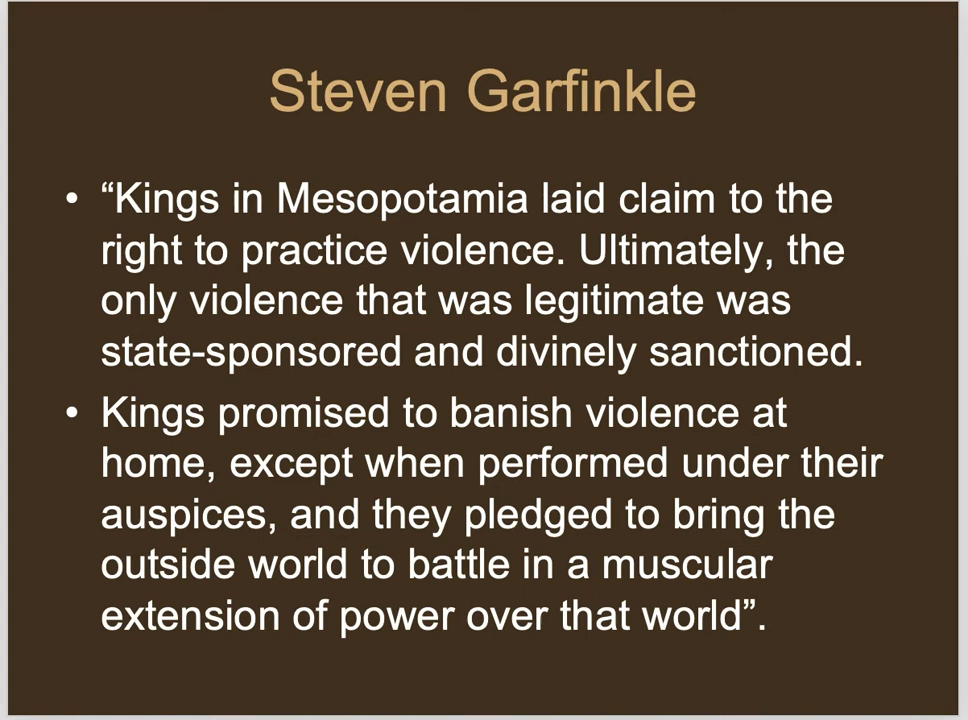 Steven Garfinkle
• “Kings in Mesopotamia laid claim to the
right to practice violence. Ultimately, the
only violence that was legitimate was
state-sponsored and divinely sanctioned.
• Kings promised to banish violence at
home, except when performed under their
auspices, and they pledged to bring the
outside world to battle in a muscular
extension of power over that world”.